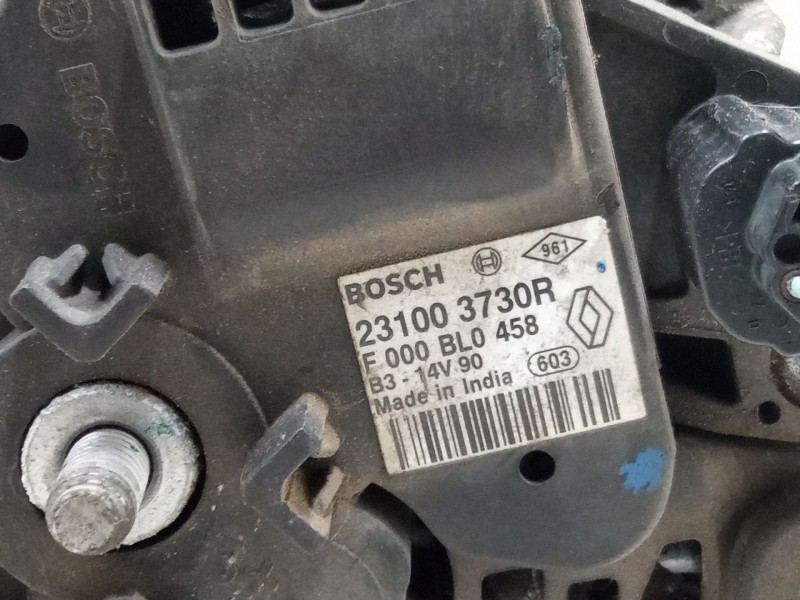 BOSCH
BOSCH
961
23100 3730R
F 000 BL0 458
B3 - 14V 90
603
Made in India